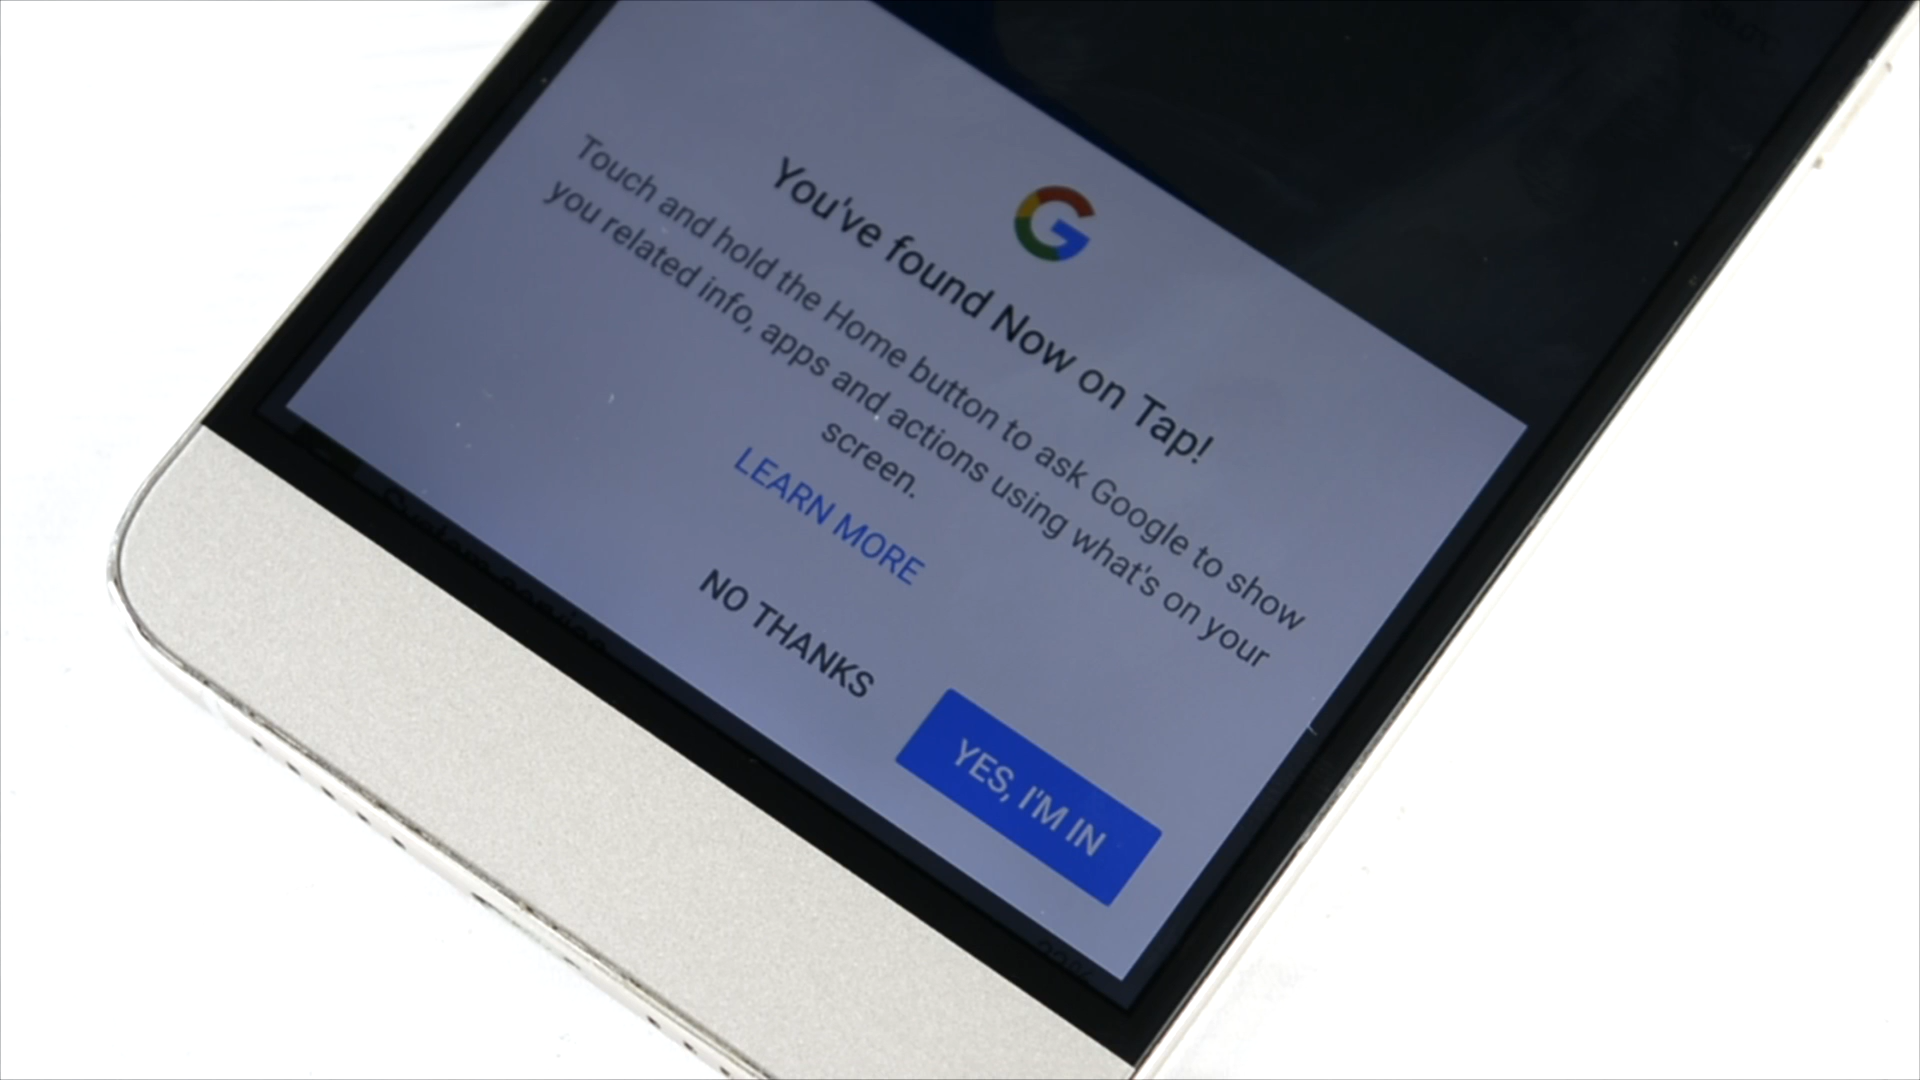 You've found Now on Tap!
Touch and hold the Home button to ask Google to show
you related info, apps and actions using what's on your
screen.
LEARN MORE
NO THANKS
YES, I'M IN